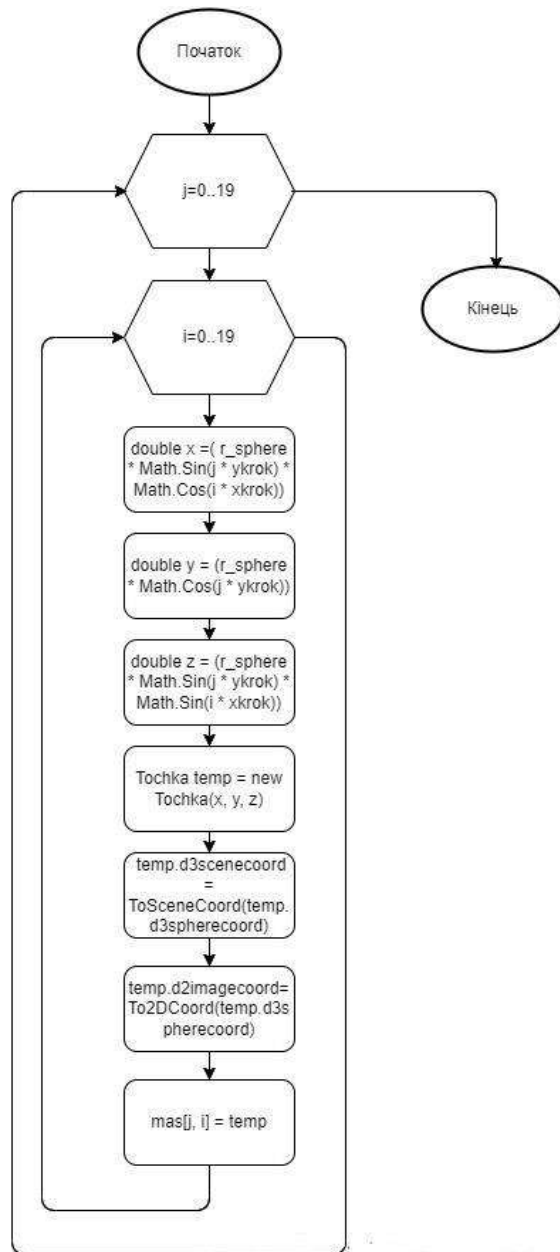 Початок
j=0..19
Кінець
i=0..19
double x =( r_sphere
* Math.Sin(j * ykrok) *
Math.Cos(i * xkrok))
double y = (r_sphere
* Math.Cos(j * ykrok))
double z = (r_sphere
* Math.Sin(j * ykrok) *
Math.Sin(i * xkrok))
Tochka temp = new
Tochka(x, y, z)
temp.d3scenecoord
=
ToSceneCoord(temp.
d3spherecoord)
temp.d2imagecoord=
To2DCoord(temp.d3s
pherecoord)
mas[j, i] = temp